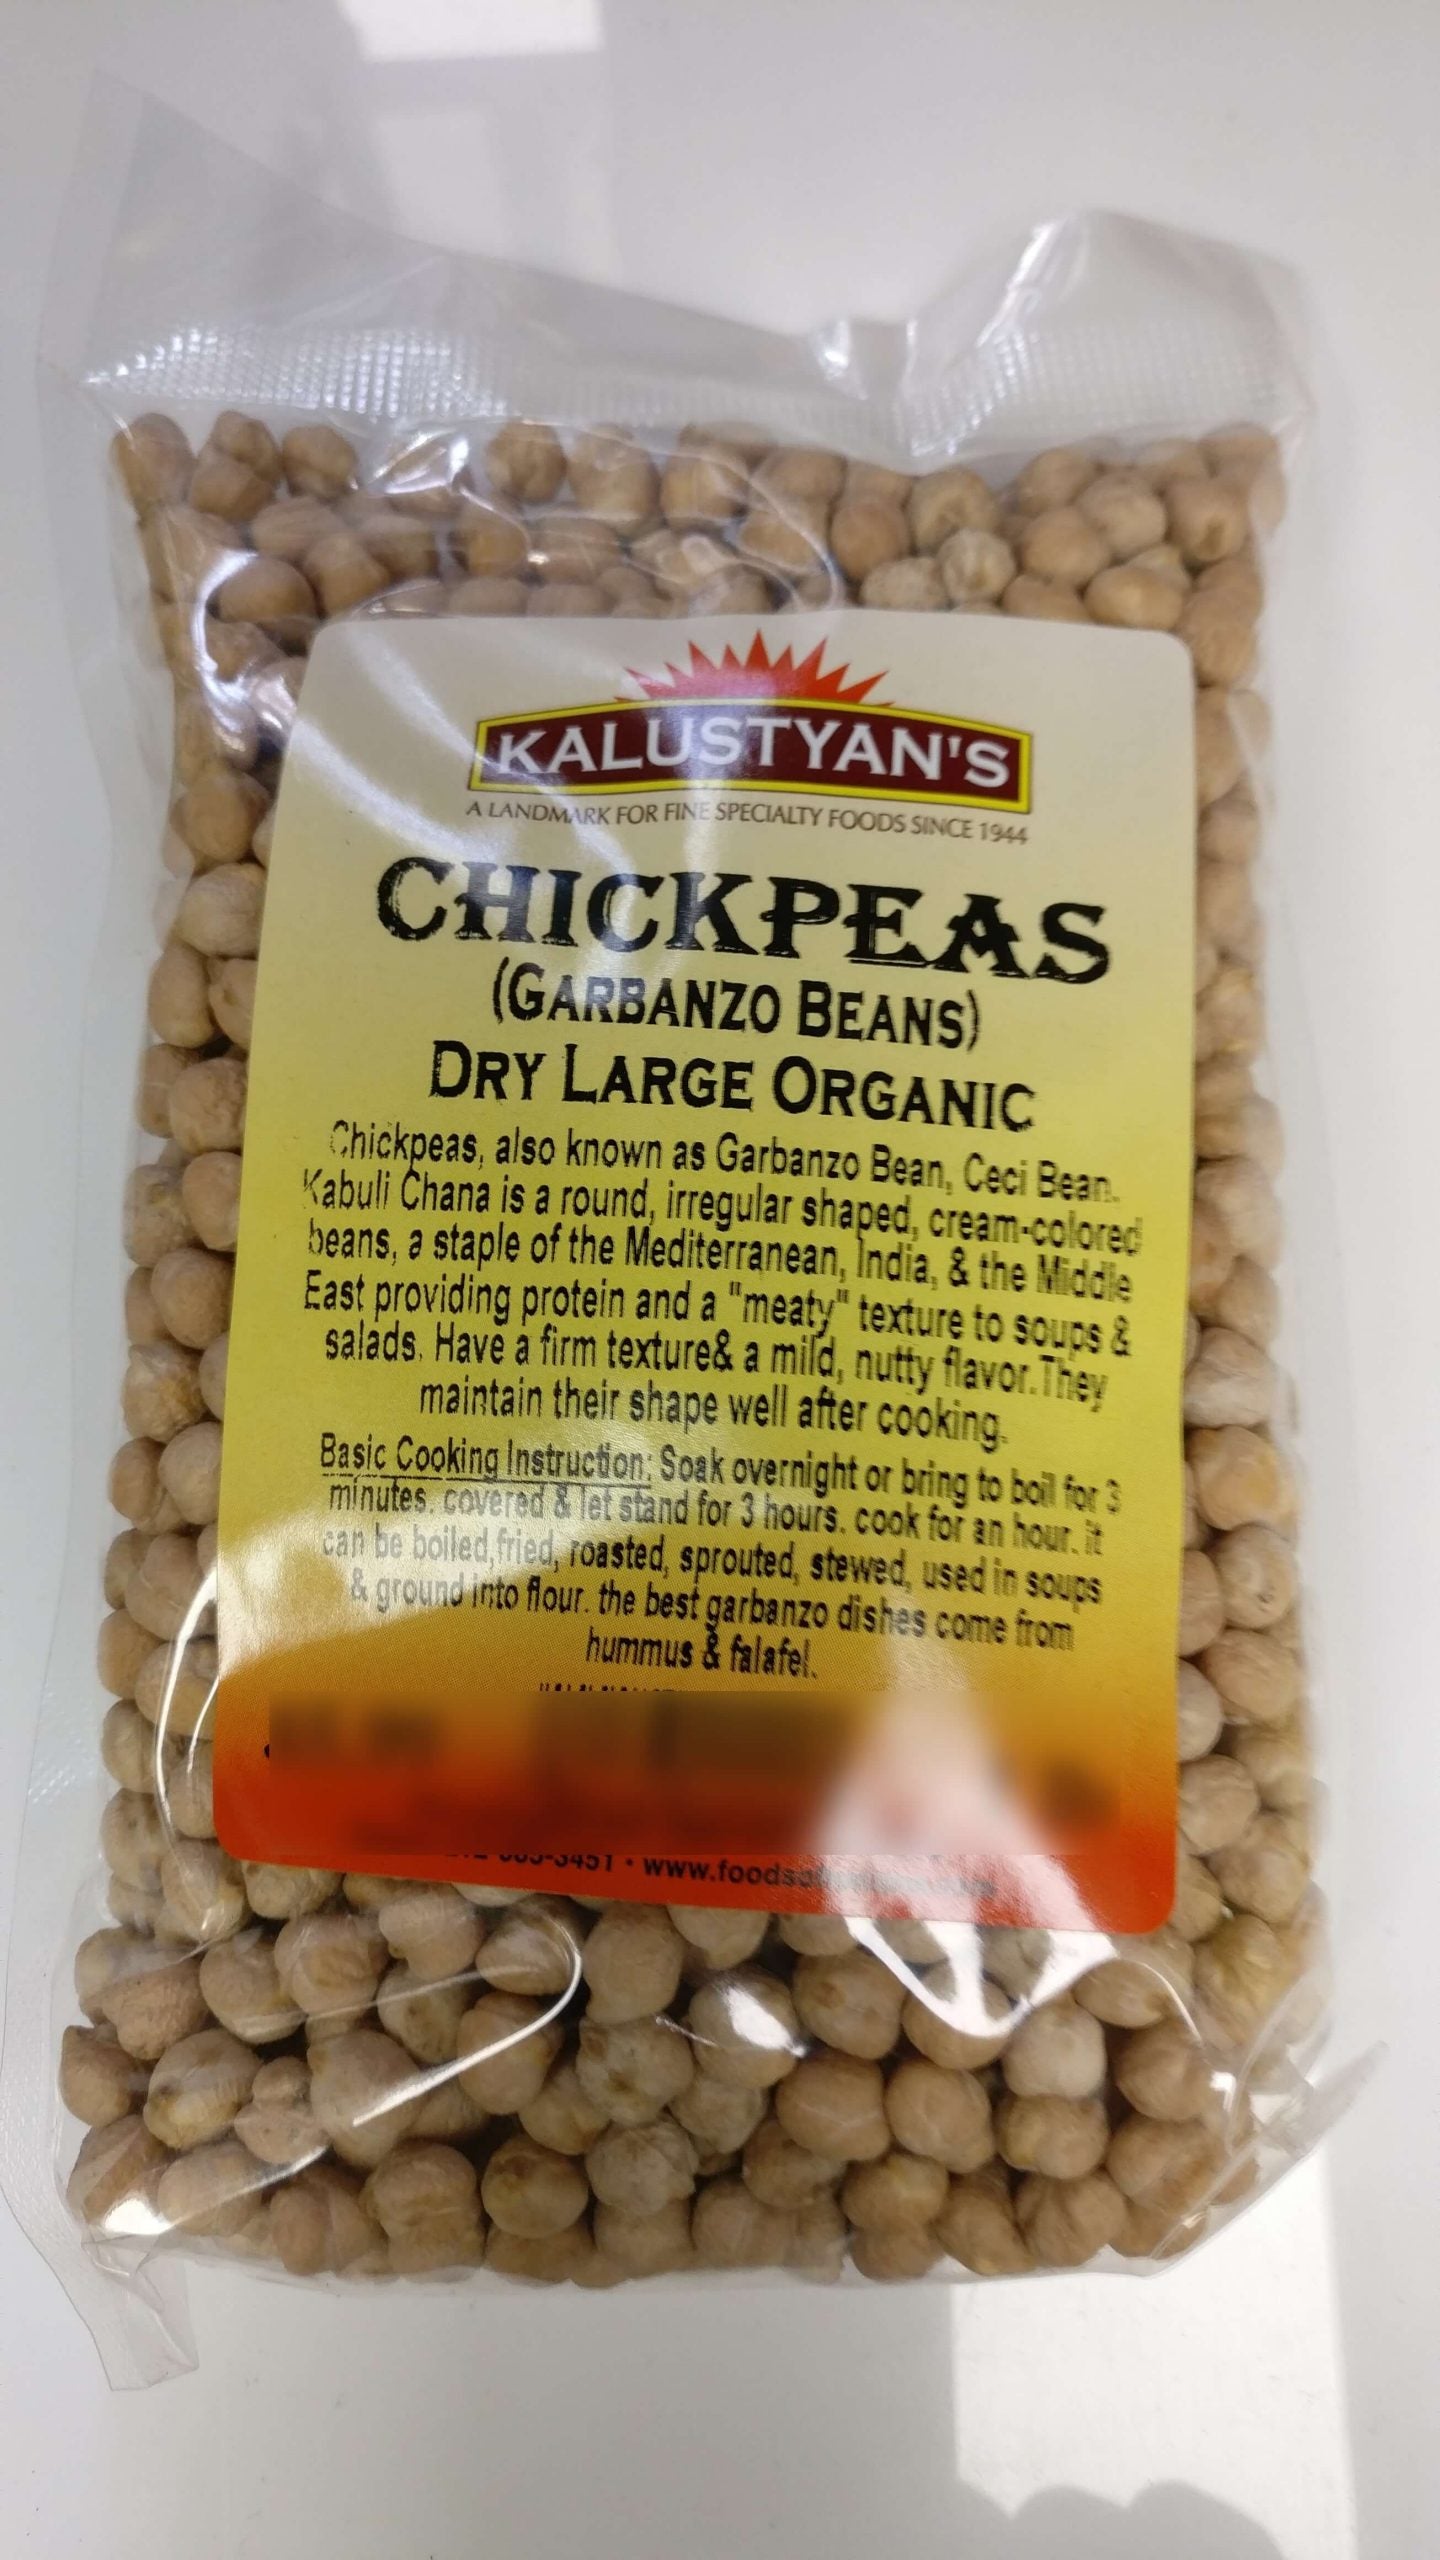 KALUSTYAN'S
A LANDMARK FOR FINE SPECIALTY FOODS SINCE 1944
CHICKPEAS
(GARBANZO BEANS)
DRY LARGE ORGANIC
Chickpeas, also known as Garbanzo Bean, Ceci Bean.
Kabuli Chana is a round, irregular shaped, cream-colored
beans, a staple of the Mediterranean, India, & the Middle
East providing protein and a "meaty" texture to soups &
salads. Have a firm texture& a mild, nutty flavor.They
maintain their shape well after cooking.
Basic Cooking Instruction: Soak overnight or bring to boil for 3
minutes. covered & let stand for 3 hours. cook for an hour. it
can be boiled,fried, roasted, sprouted, stewed, used in soups
& ground into flour. the best garbanzo dishes come from
hummus & falafel.
3451 •